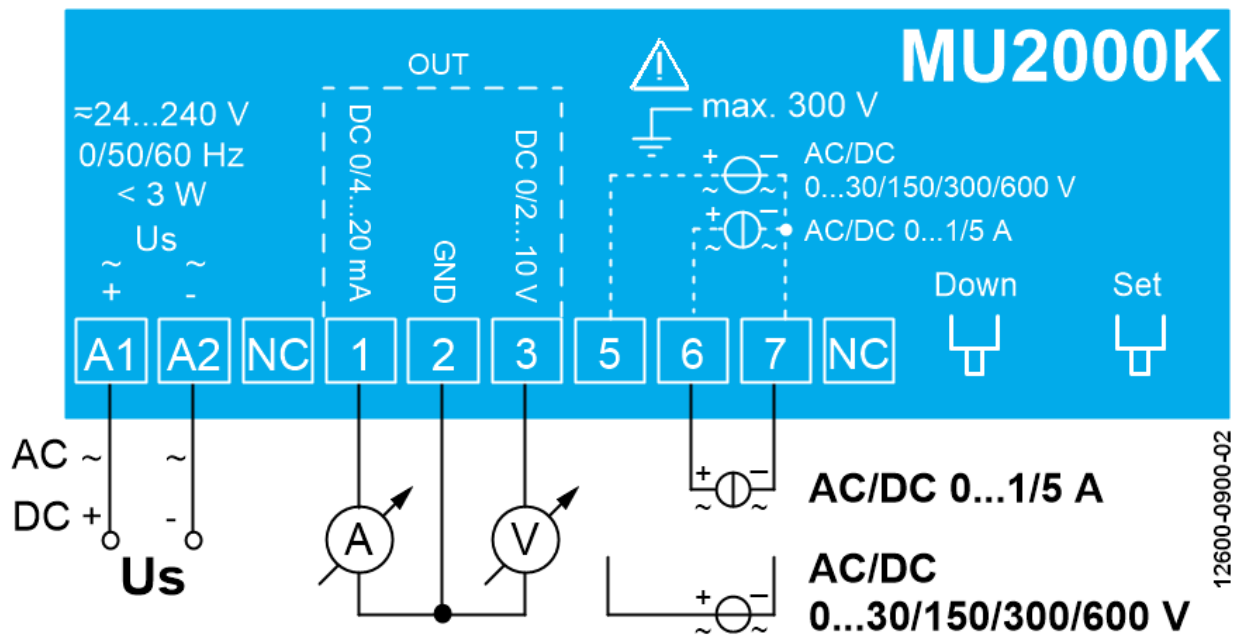 MU2000K
OUT
≂24...240 V
0/50/60 Hz
< 3 W
Us
~ ~
+ -
DC 0/4...20 mA
GND
DC 0/2...10 V
!
max. 300 V
+ −
~ ~
AC/DC
0...30/150/300/600 V
+ −
~ ~
AC/DC 0...1/5 A
Down
Set
A1 A2 NC 1 2 3 5 6 7 NC
AC ~ ~
DC + -
Us
A
V
+ −
~ ~
AC/DC 0...1/5 A
+ −
~ ~
AC/DC
0...30/150/300/600 V
12600-0900-02